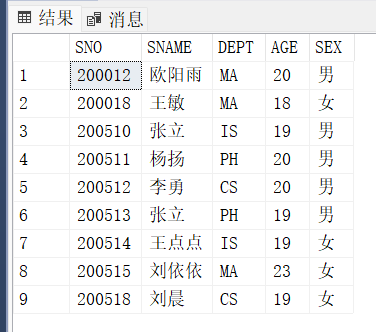 结果 消息
SNO SNAME DEPT AGE SEX
1 200012 欧阳雨 MA 20 男
2 200018 王敏 MA 18 女
3 200510 张立 IS 19 男
4 200511 杨扬 PH 20 男
5 200512 李勇 CS 20 男
6 200513 张立 PH 19 男
7 200514 王点点 IS 19 女
8 200515 刘依依 MA 23 女
9 200518 刘晨 CS 19 女